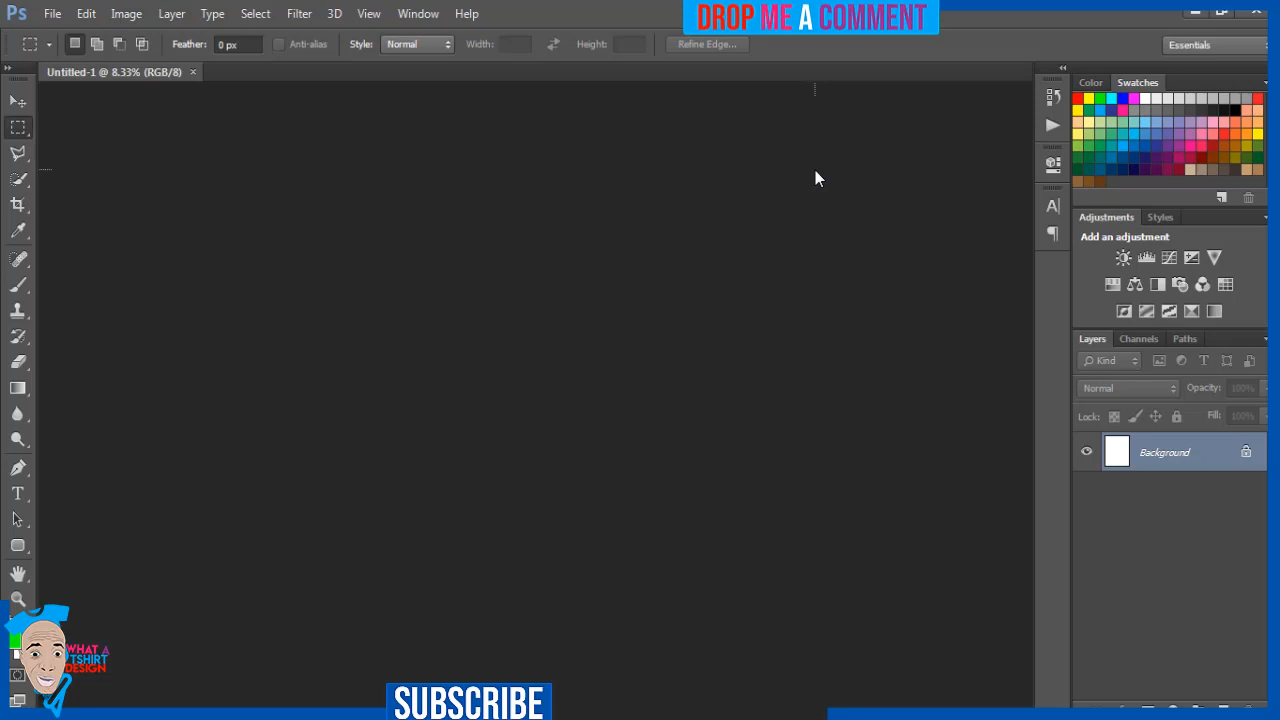 Ps File Edit Image Layer Type Select Filter 3D View Window Help
DROP ME A COMMENT
Feather: 0 px Anti-alias Style: Normal Width: Height: Refine Edge... Essentials
Untitled-1 @ 8.33% (RGB/8) ×
Color Swatches
Adjustments Styles
Add an adjustment
Layers Channels Paths
Kind
Normal Opacity: 100%
Lock: Fill: 100%
Background
WHAT A
TSHIRT
DESIGN
SUBSCRIBE